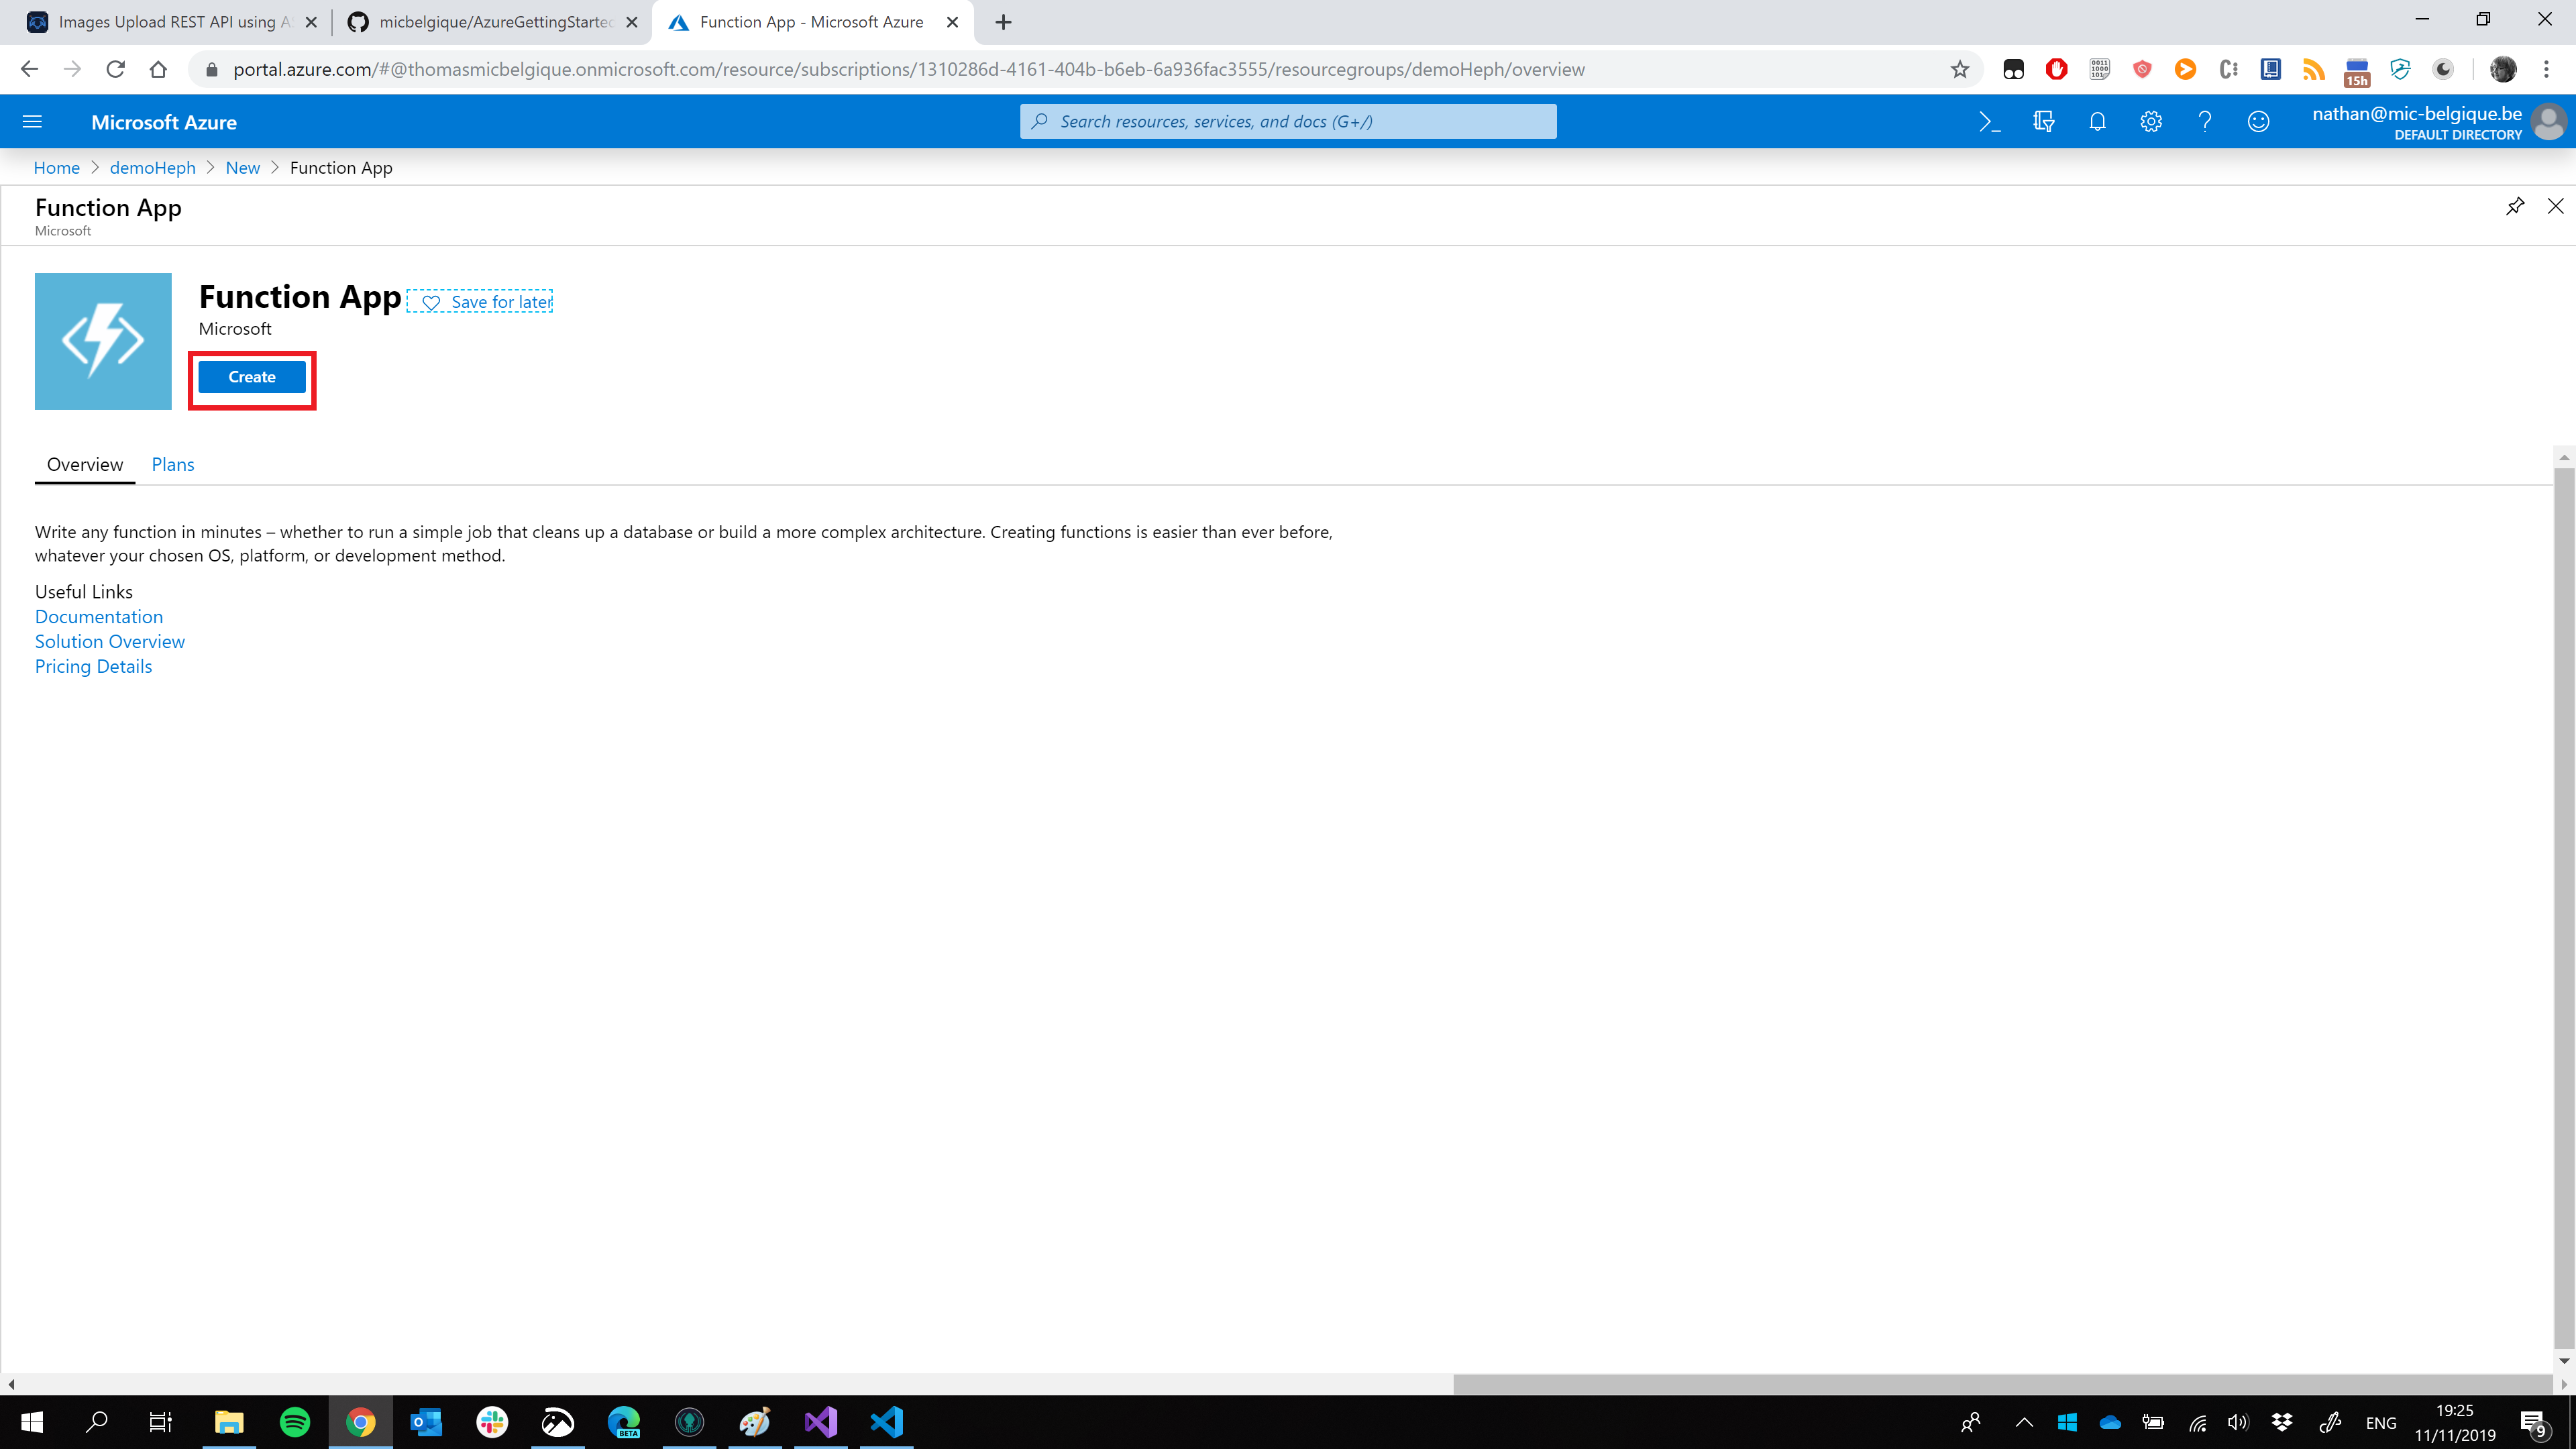 Images Upload REST API using A
micbelgique/AzureGettingStarted
Function App - Microsoft Azure
portal.azure.com/#@thomasmicbelgique.onmicrosoft.com/resource/subscriptions/1310286d-4161-404b-b6eb-6a936fac3555/resourcegroups/demoHeph/overview
15h
Microsoft Azure
Search resources, services, and docs (G+/)
nathan@mic-belgique.be
DEFAULT DIRECTORY
Home > demoHeph > New > Function App
Function App
Microsoft
Function App
Save for later
Microsoft
Create
Overview
Plans
Write any function in minutes – whether to run a simple job that cleans up a database or build a more complex architecture. Creating functions is easier than ever before,
whatever your chosen OS, platform, or development method.
Useful Links
Documentation
Solution Overview
Pricing Details
BETA
ENG
19:25
11/11/2019
9